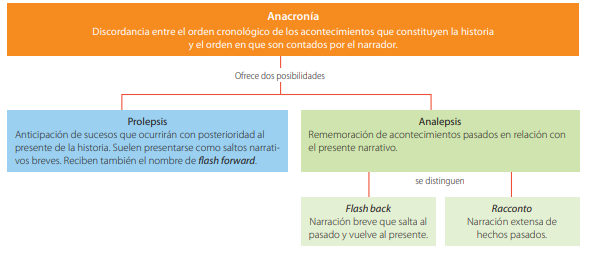 Anacronía
Discordancia entre el orden cronológico de los acontecimientos que constituyen la historia
y el orden en que son contados por el narrador.
Ofrece dos posibilidades
Prolepsis
Anticipación de sucesos que ocurrirán con posterioridad al
presente de la historia. Suelen presentarse como saltos narrati-
vos breves. Reciben también el nombre de flash forward.
Analepsis
Rememoración de acontecimientos pasados en relación con
el presente narrativo.
se distinguen
Flash back
Narración breve que salta al
pasado y vuelve al presente.
Racconto
Narración extensa de
hechos pasados.